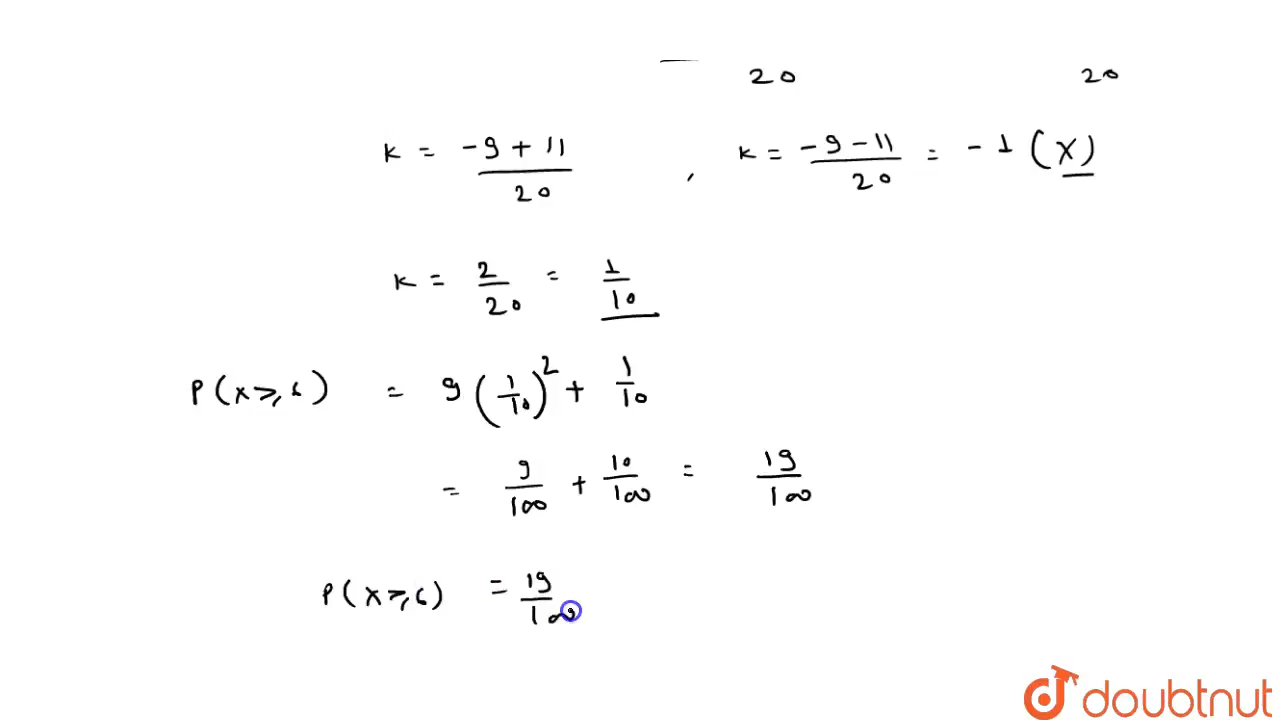 20 20
K = -9 + 11 / 20 , K = -9 - 11 / 20 = -1 (X)
K = 2/20 = 1/10
P(X ≥ 6) = 9 (1/10)² + 1/10
= 9/100 + 10/100 = 19/100
P(X ≥ 6) = 19/100
doubtnut